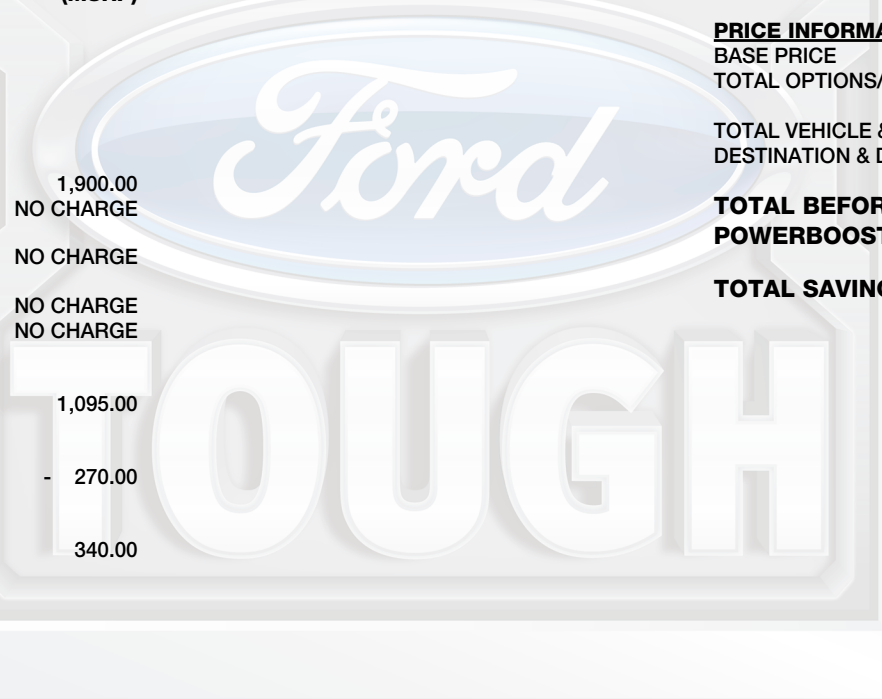 PRICE INFORMA
BASE PRICE
TOTAL OPTIONS/
TOTAL VEHICLE &
DESTINATION & D
TOTAL BEFOR
POWERBOOST
TOTAL SAVING
1,900.00
NO CHARGE
NO CHARGE
NO CHARGE
NO CHARGE
1,095.00
- 270.00
340.00
Ford
TOUGH